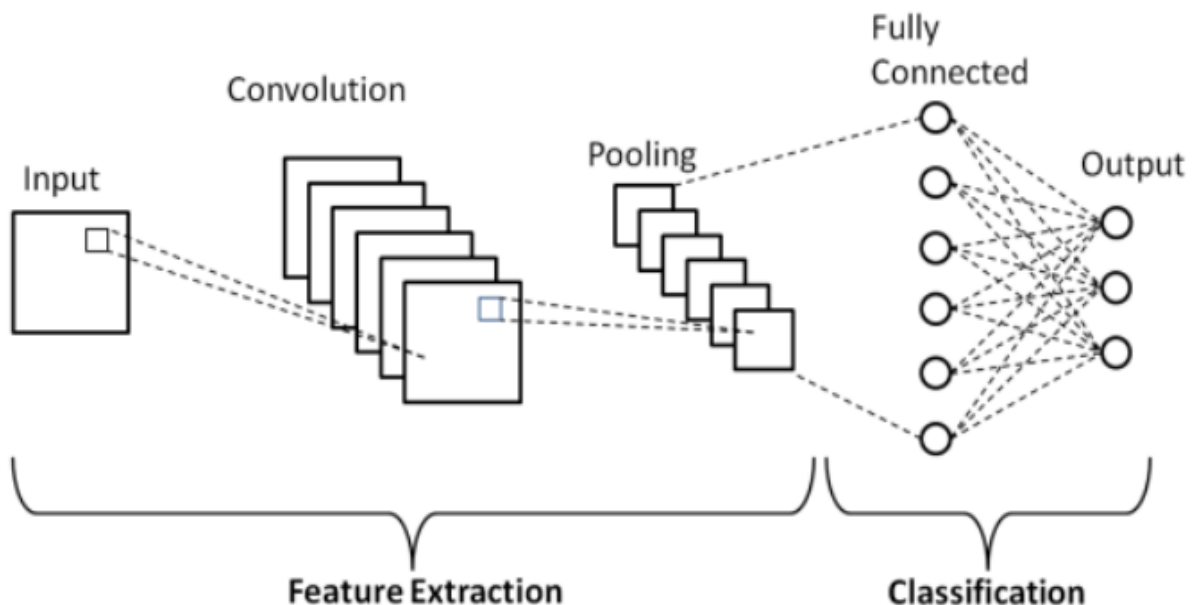 Input
Convolution
Pooling
Fully
Connected
Output
Feature Extraction
Classification